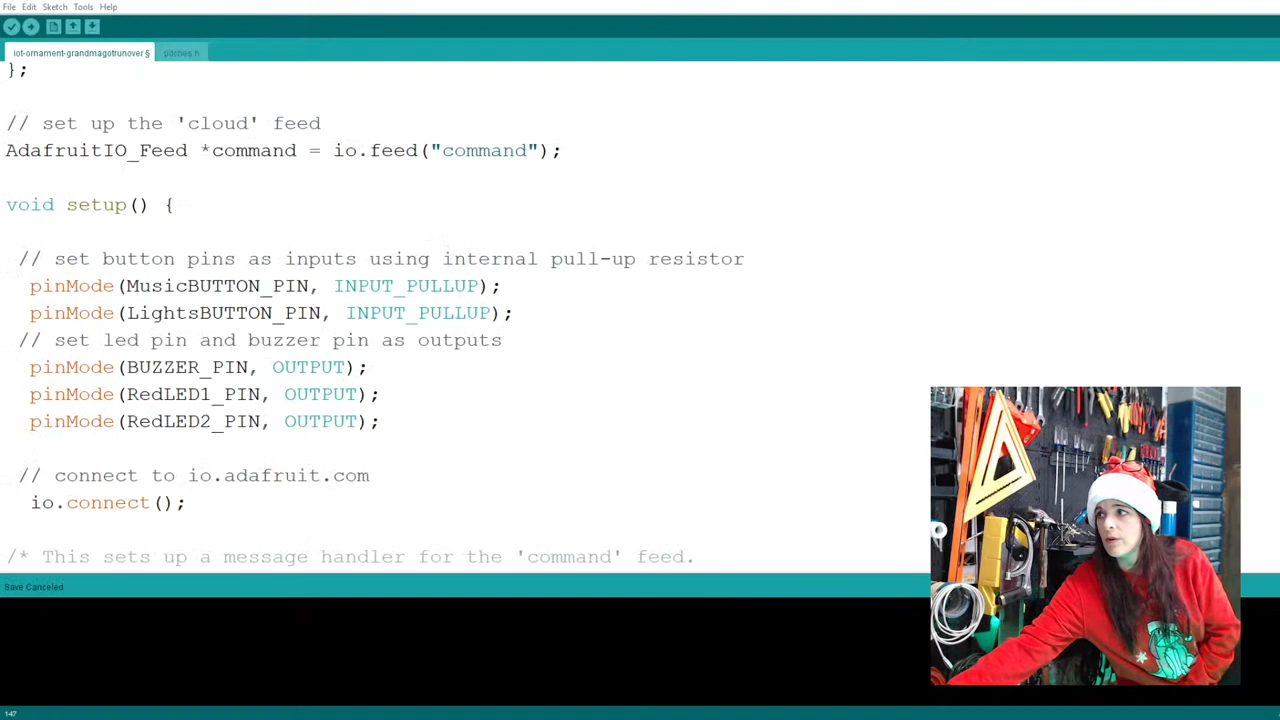 File Edit Sketch Tools Help
iot-ornament-grandmagotrunover § pitches.h
};
// set up the 'cloud' feed
AdafruitIO_Feed *command = io.feed("command");
void setup() {
// set button pins as inputs using internal pull-up resistor
pinMode(MusicBUTTON_PIN, INPUT_PULLUP);
pinMode(LightsBUTTON_PIN, INPUT_PULLUP);
// set led pin and buzzer pin as outputs
pinMode(BUZZER_PIN, OUTPUT);
pinMode(RedLED1_PIN, OUTPUT);
pinMode(RedLED2_PIN, OUTPUT);
// connect to io.adafruit.com
io.connect();
/* This sets up a message handler for the 'command' feed.
Save Canceled
147